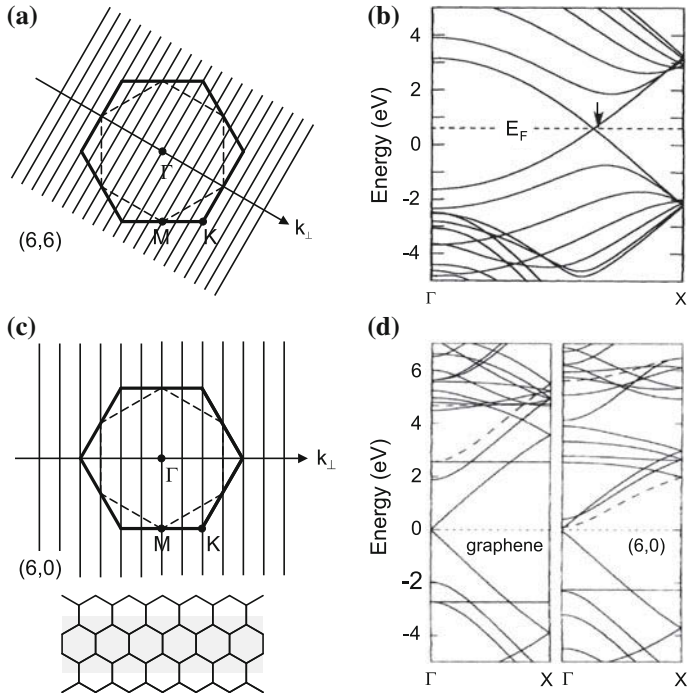 (a)
Γ
M
K
k⊥
(6,6)
(b)
Energy (eV)
4
2
0
-2
-4
E_F
Γ
X
(c)
k⊥
Γ
M
K
(6,0)
(d)
Energy (eV)
6
4
2
0
-2
-4
graphene
(6,0)
Γ
X
Γ
X